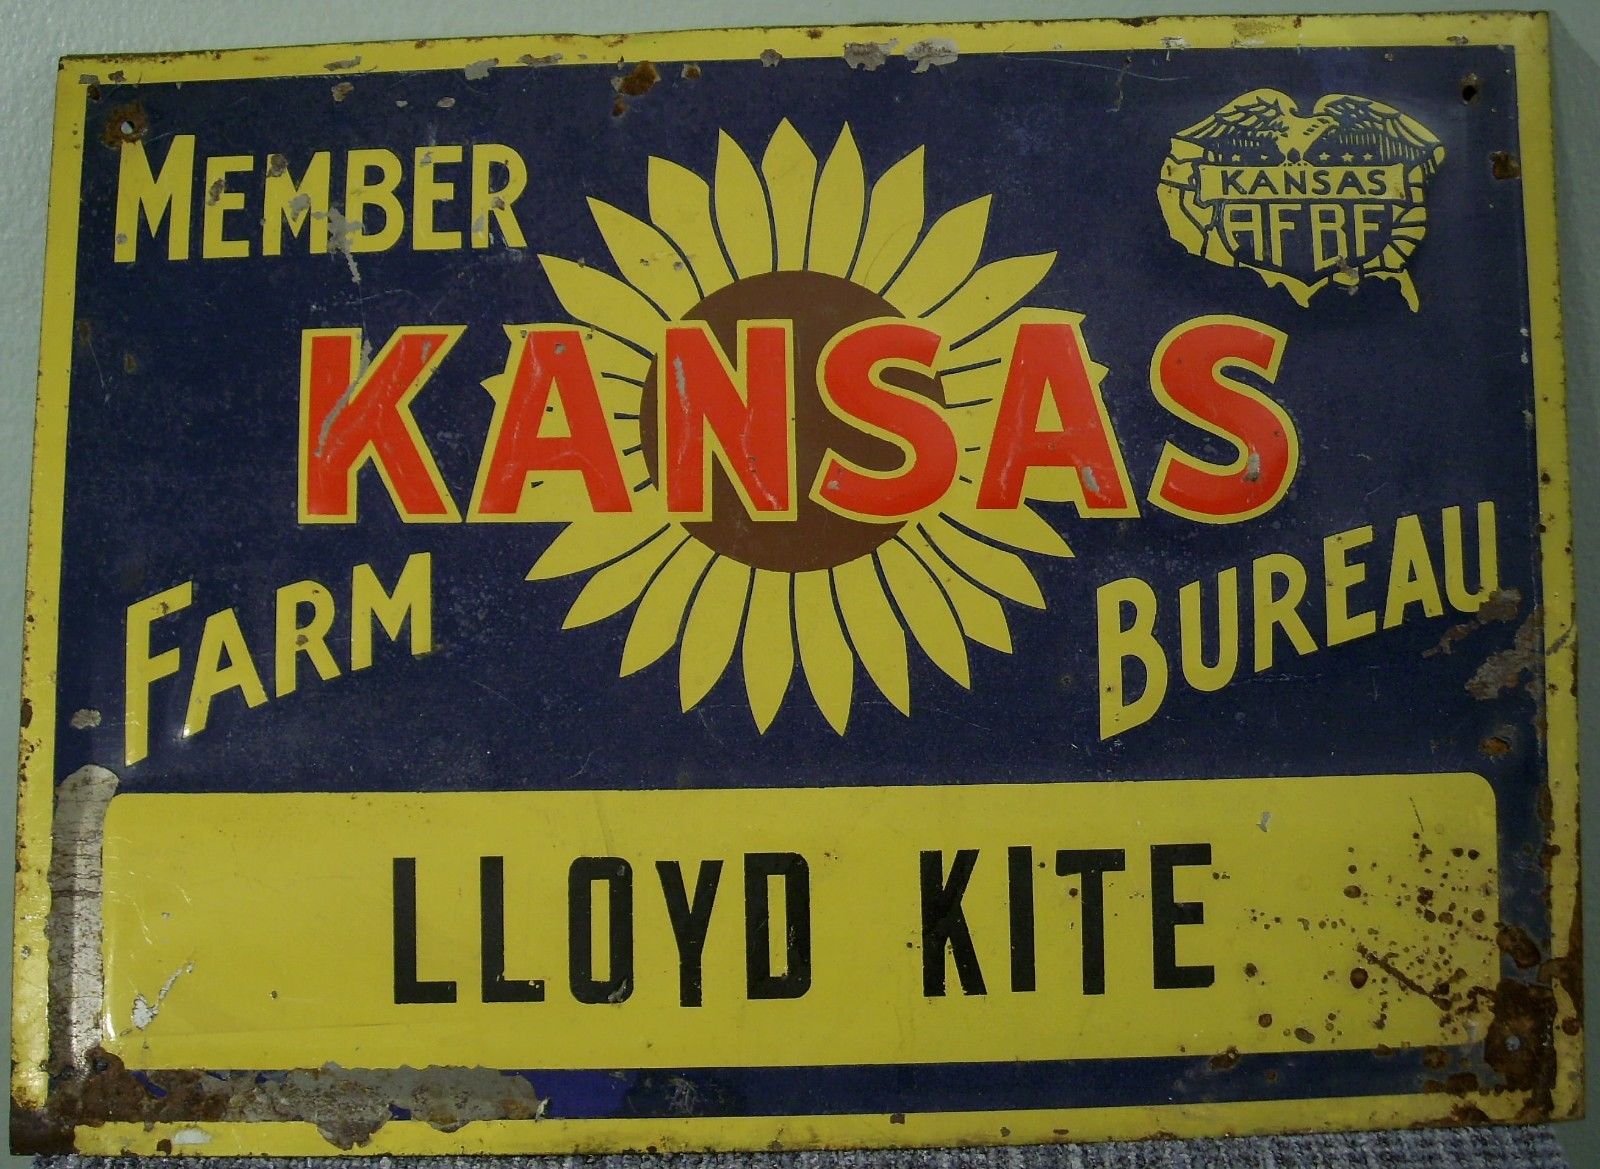 MEMBER
KANSAS
AFBF
KANSAS
FARM BUREAU
LLOYD KITE